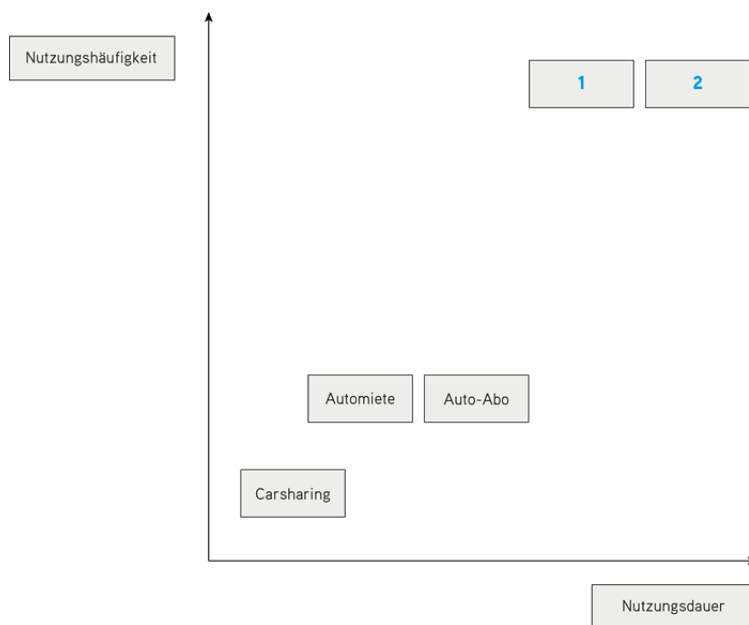 Nutzungshäufigkeit
1
2
Automiete
Auto-Abo
Carsharing
Nutzungsdauer